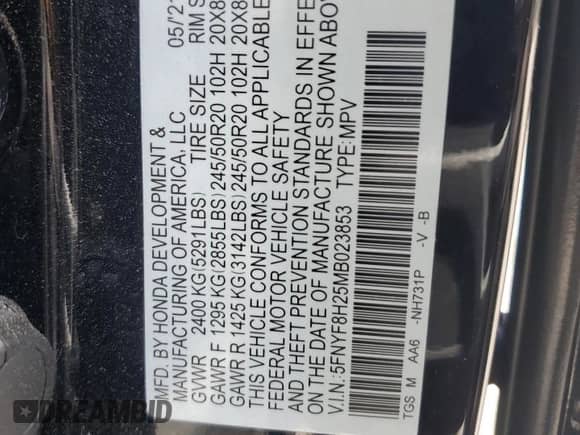 MFD. BY HONDA DEVELOPMENT & 05/2
MANUFACTURING OF AMERICA, LLC
GVWR 2400 KG(5291LBS) TIRE SIZE RIM S
GAWR F 1295 KG(2855LBS)245/50R20 102H 20X8
GAWR R 1425 KG(3142LBS)245/50R20 102H 20X8
THIS VEHICLE CONFORMS TO ALL APPLICABLE
FEDERAL MOTOR VEHICLE SAFETY
AND THEFT PREVENTION STANDARDS IN EFFE
ON THE DATE OF MANUFACTURE SHOWN ABOV
V.I.N.:5FNYF8H25MB023853 TYPE:MPV
TGS M AA6 -NH731P -V -B
DREAMBID